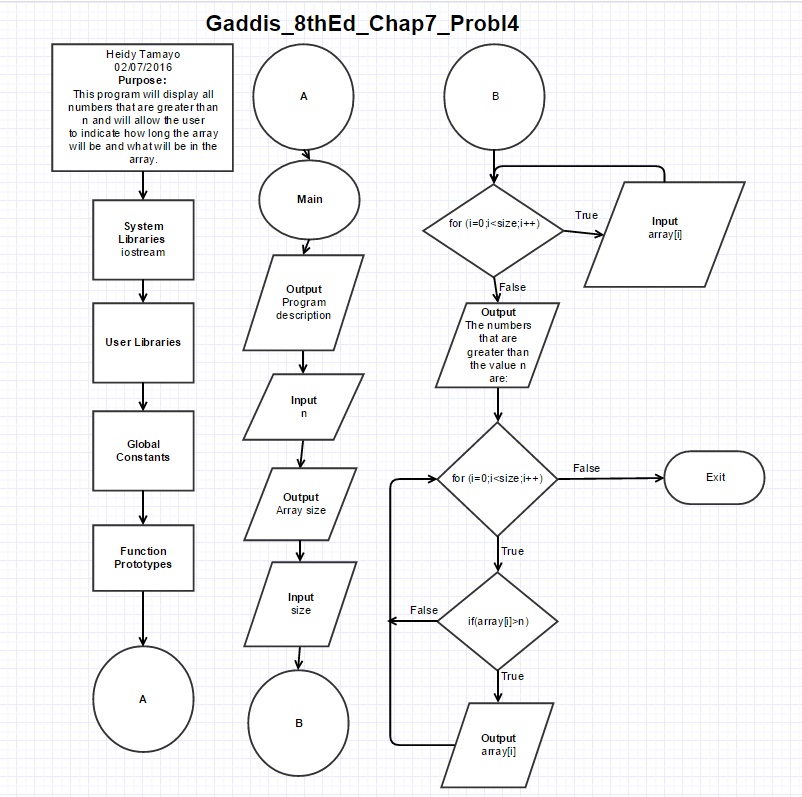 Gaddis_8thEd_Chap7_Probl4
Heidy Tamayo
02/07/2016
Purpose:
This program will display all
numbers that are greater than
n and will allow the user
to indicate how long the array
will be and what will be in the
array.
System
Libraries
iostream
User Libraries
Global
Constants
Function
Prototypes
A
A
Main
Output
Program
description
Input
n
Output
Array size
Input
size
B
B
for (i=0;i<size;i++)
True
Input
array[i]
False
Output
The numbers
that are
greater than
the value n
are:
for (i=0;i<size;i++)
False
Exit
True
if(array[i]>n)
False
True
Output
array[i]